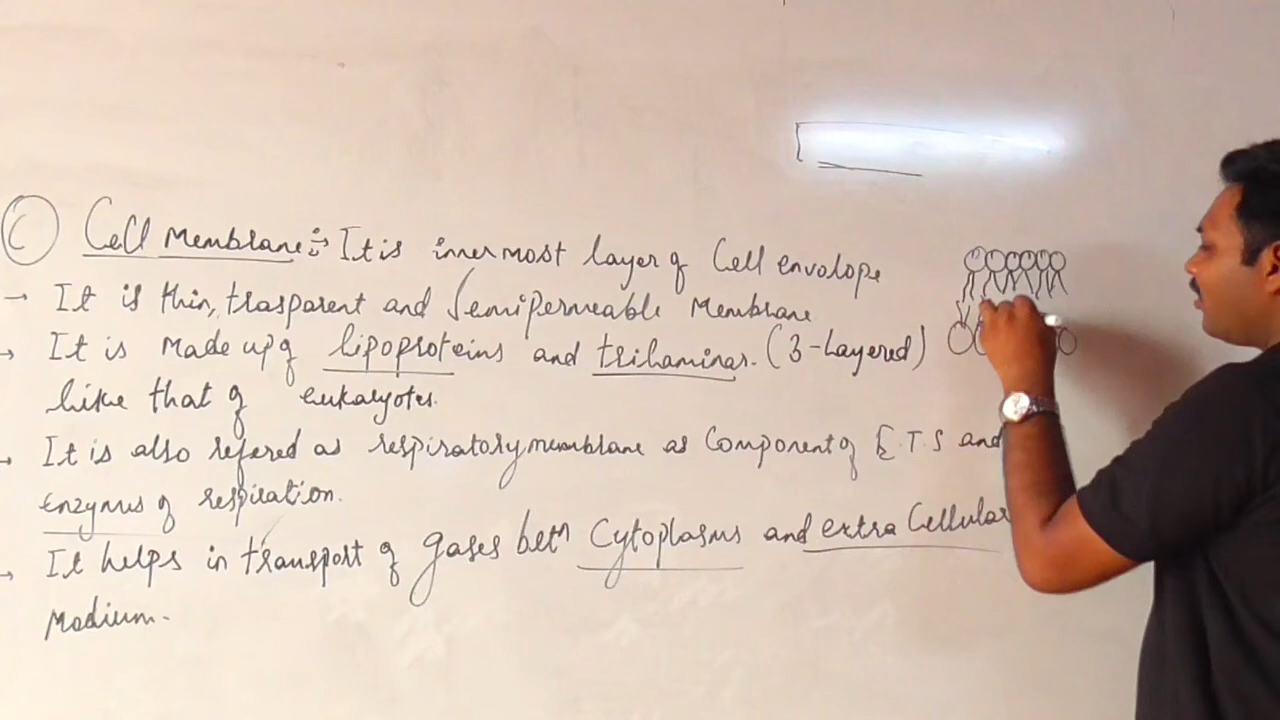 C Cell membrane :→ It is innermost layer of Cell envolope
→ It is thin, trasparent and Semipermeable Membrane
→ It is made up of lipoproteins and trilaminar. (3-Layered)
like that of eukaryotes.
→ It is also refered as respiratory membrane as Component of E.T.S and
Enzymes of respiration.
→ It helps in transport of gases betn Cytoplasms and extra Cellular
Medium.